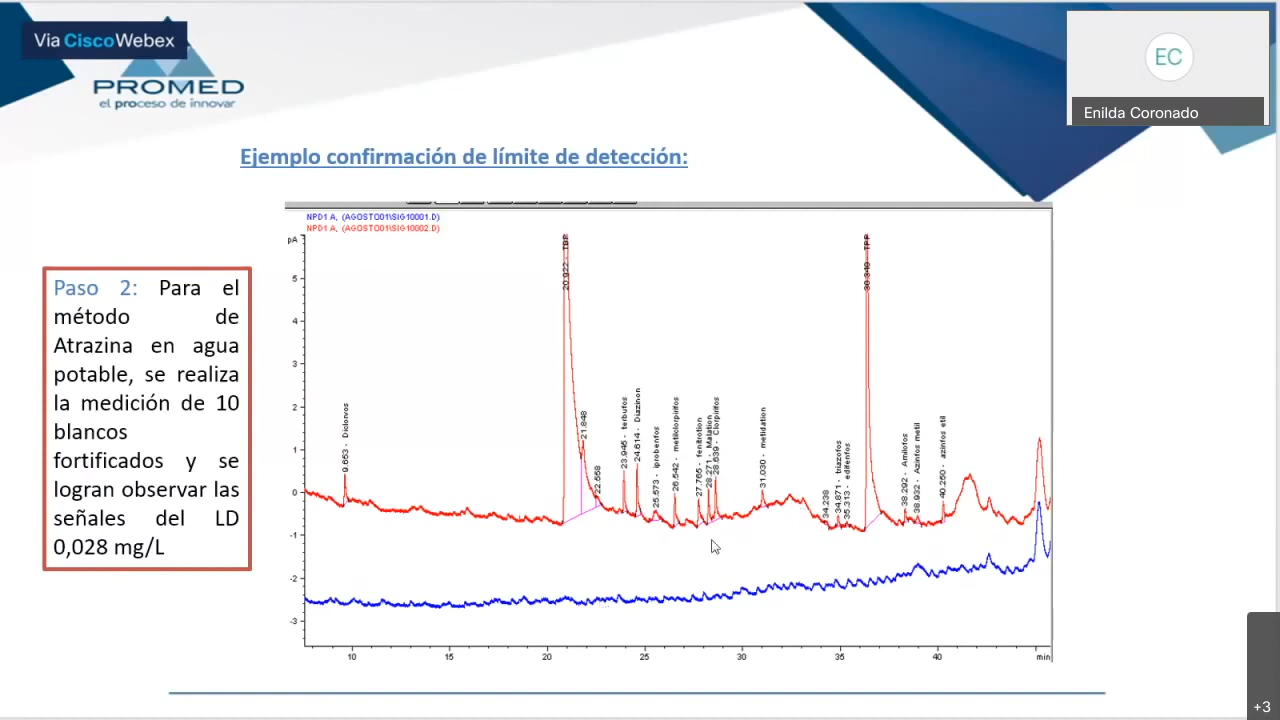 Via Cisco Webex
PROMED
el proceso de innovar
EC
Enilda Coronado
Ejemplo confirmación de límite de detección:
Paso 2: Para el
método de
Atrazina en agua
potable, se realiza
la medición de 10
blancos
fortificados y se
logran observar las
señales del LD
0,028 mg/L
NPD1 A, (AGOSTO01\SIG10001.D)
NPD1 A, (AGOSTO01\SIG10002.D)
pA
5
4
3
2
1
0
-1
-2
-3
9.653 - Diclorvos
20.922 - TBP
21.848
22.558
23.946 - terbufos
24.614 - Diazinon
25.573 - iprobenfos
26.542 - metilclorpirifos
27.765 - fenitrotion
28.271 - Malation
28.639 - Clorpirifos
31.030 - metidation
34.238
34.871 - triazofos
35.313 - edifenfos
TPP
38.292 - Anilofos
38.932 - Azinfos metil
40.260 - azinfos etil
10 15 20 25 30 35 40 min
+3